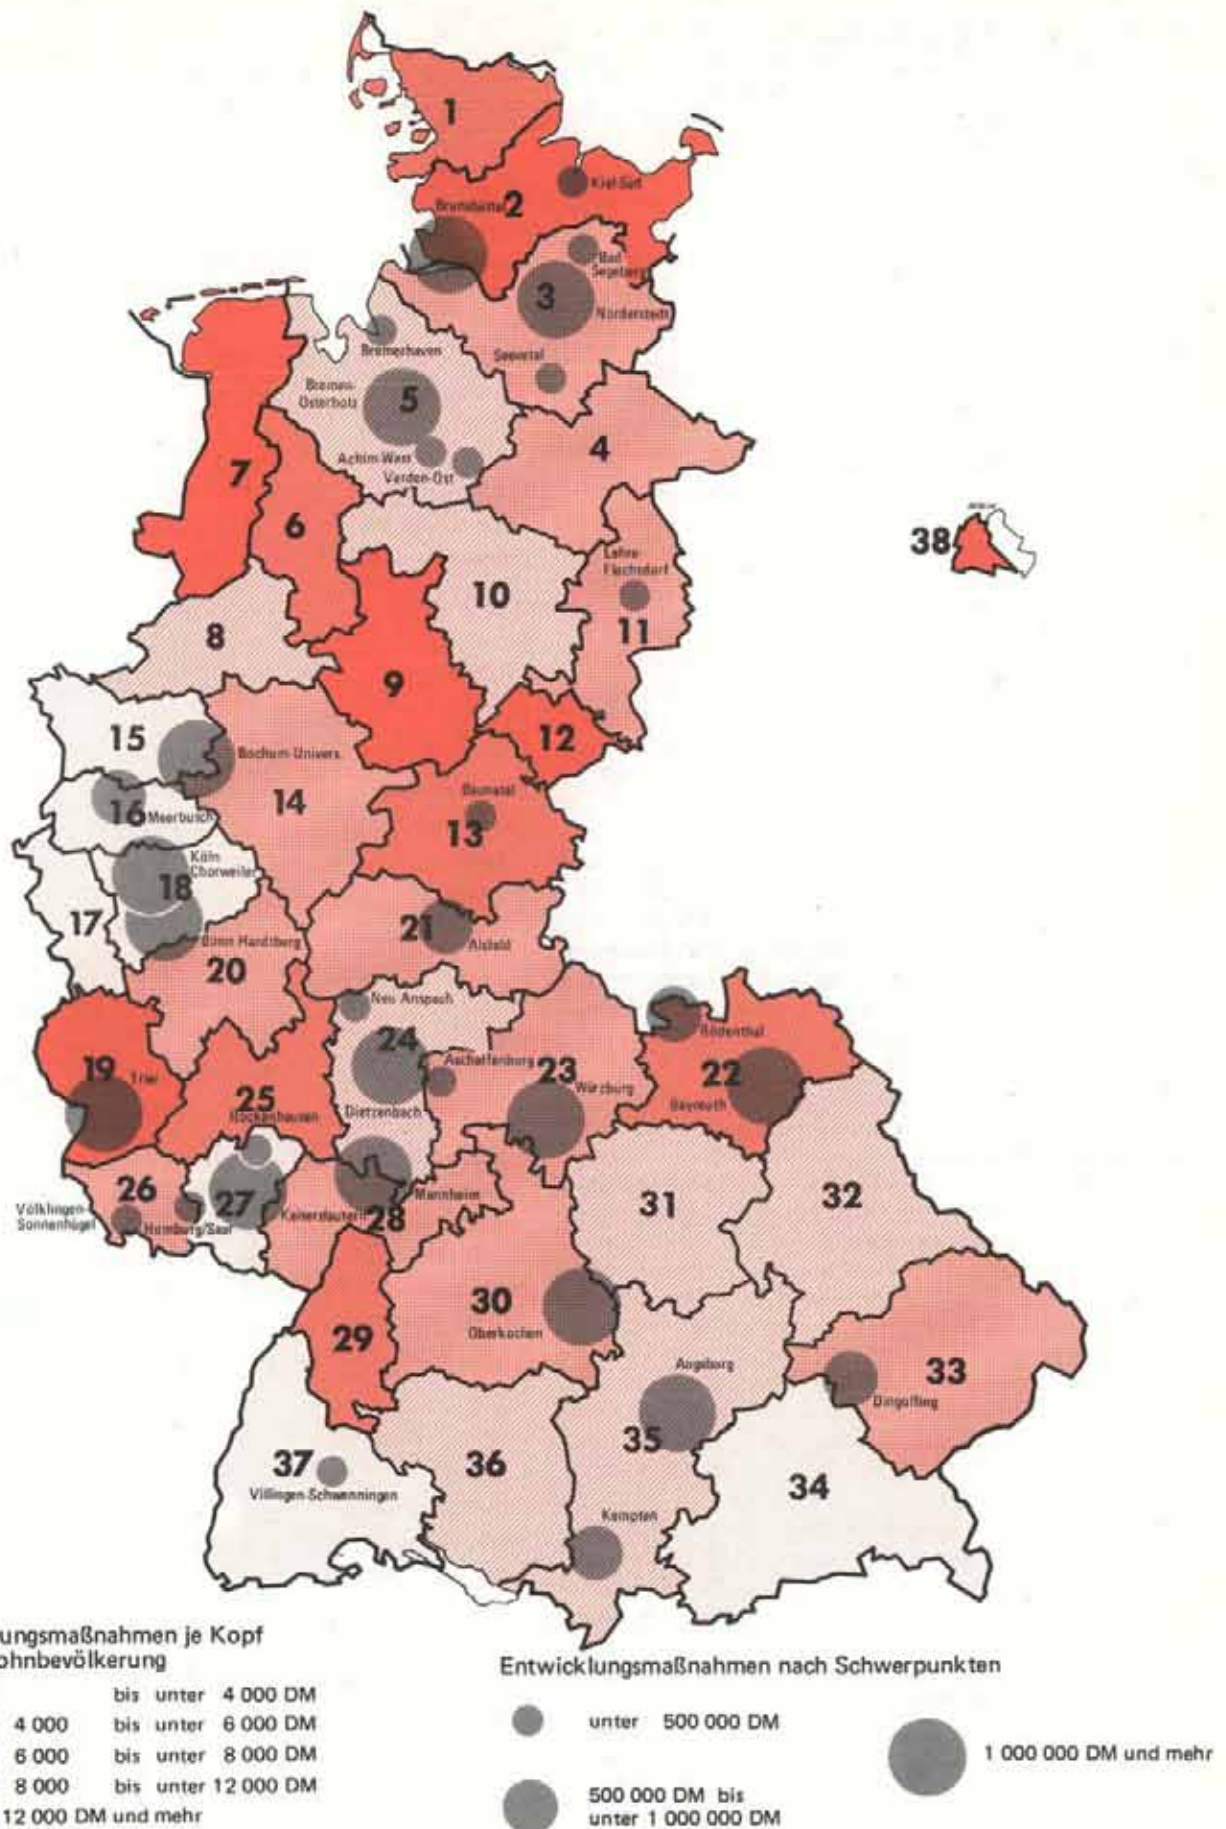 1
Kiel-Süd
2
Brunsbüttel
Bad
Segeberg
3
Norderstedt
Bremerhaven
Seevetal
Bremen-
Osterholz
5
4
Achim-West
Verden-Ost
7
6
38
Lehre-
Flechtorf
10
11
8
9
15
12
Bochum-Univers.
14
Baunatal
16
Meerbusch
13
Köln
Chorweiler
18
17
21
Alsfeld
Bonn Hardtberg
20
Neu Anspach
Rödenthal
24
19
Trier
Aschaffenburg
23
22
Würzburg
25
Rockenhausen
Dietzenbach
Bayreuth
26
27
Mannheim
31
32
Völklingen-
Sonnenhügel
Homburg/Saar
Kaiserslautern
28
30
29
Oberkochen
Augsburg
33
Dingolfing
35
37
36
34
Villingen-Schwenningen
Kempten
ungsmaßnahmen je Kopf
ohnbevölkerung
bis unter 4 000 DM
4 000 bis unter 6 000 DM
6 000 bis unter 8 000 DM
8 000 bis unter 12 000 DM
12 000 DM und mehr
Entwicklungsmaßnahmen nach Schwerpunkten
unter 500 000 DM
500 000 DM bis
unter 1 000 000 DM
1 000 000 DM und mehr